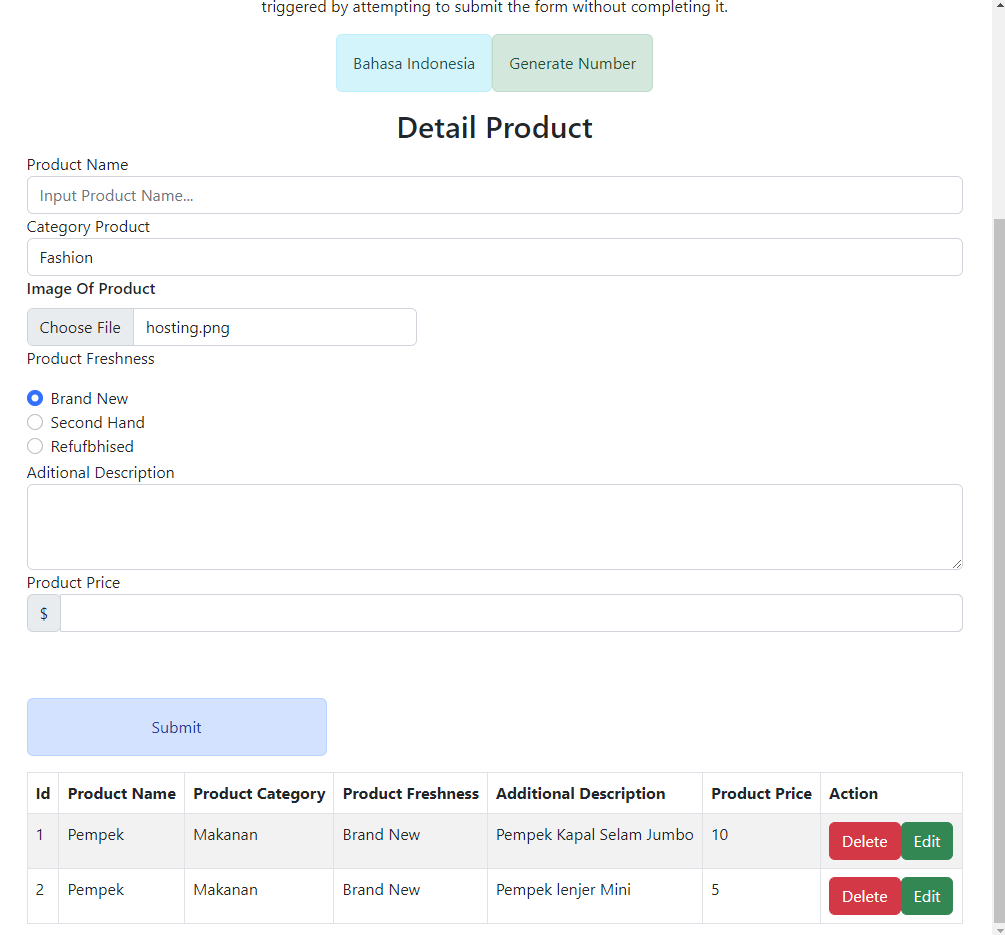 triggered by attempting to submit the form without completing it.
Bahasa Indonesia Generate Number
Detail Product
Product Name
Input Product Name...
Category Product
Fashion
Image Of Product
Choose File hosting.png
Product Freshness
Brand New
Second Hand
Refufbhised
Aditional Description
Product Price
$
Submit
Id Product Name Product Category Product Freshness Additional Description Product Price Action
1 Pempek Makanan Brand New Pempek Kapal Selam Jumbo 10 Delete Edit
2 Pempek Makanan Brand New Pempek lenjer Mini 5 Delete Edit